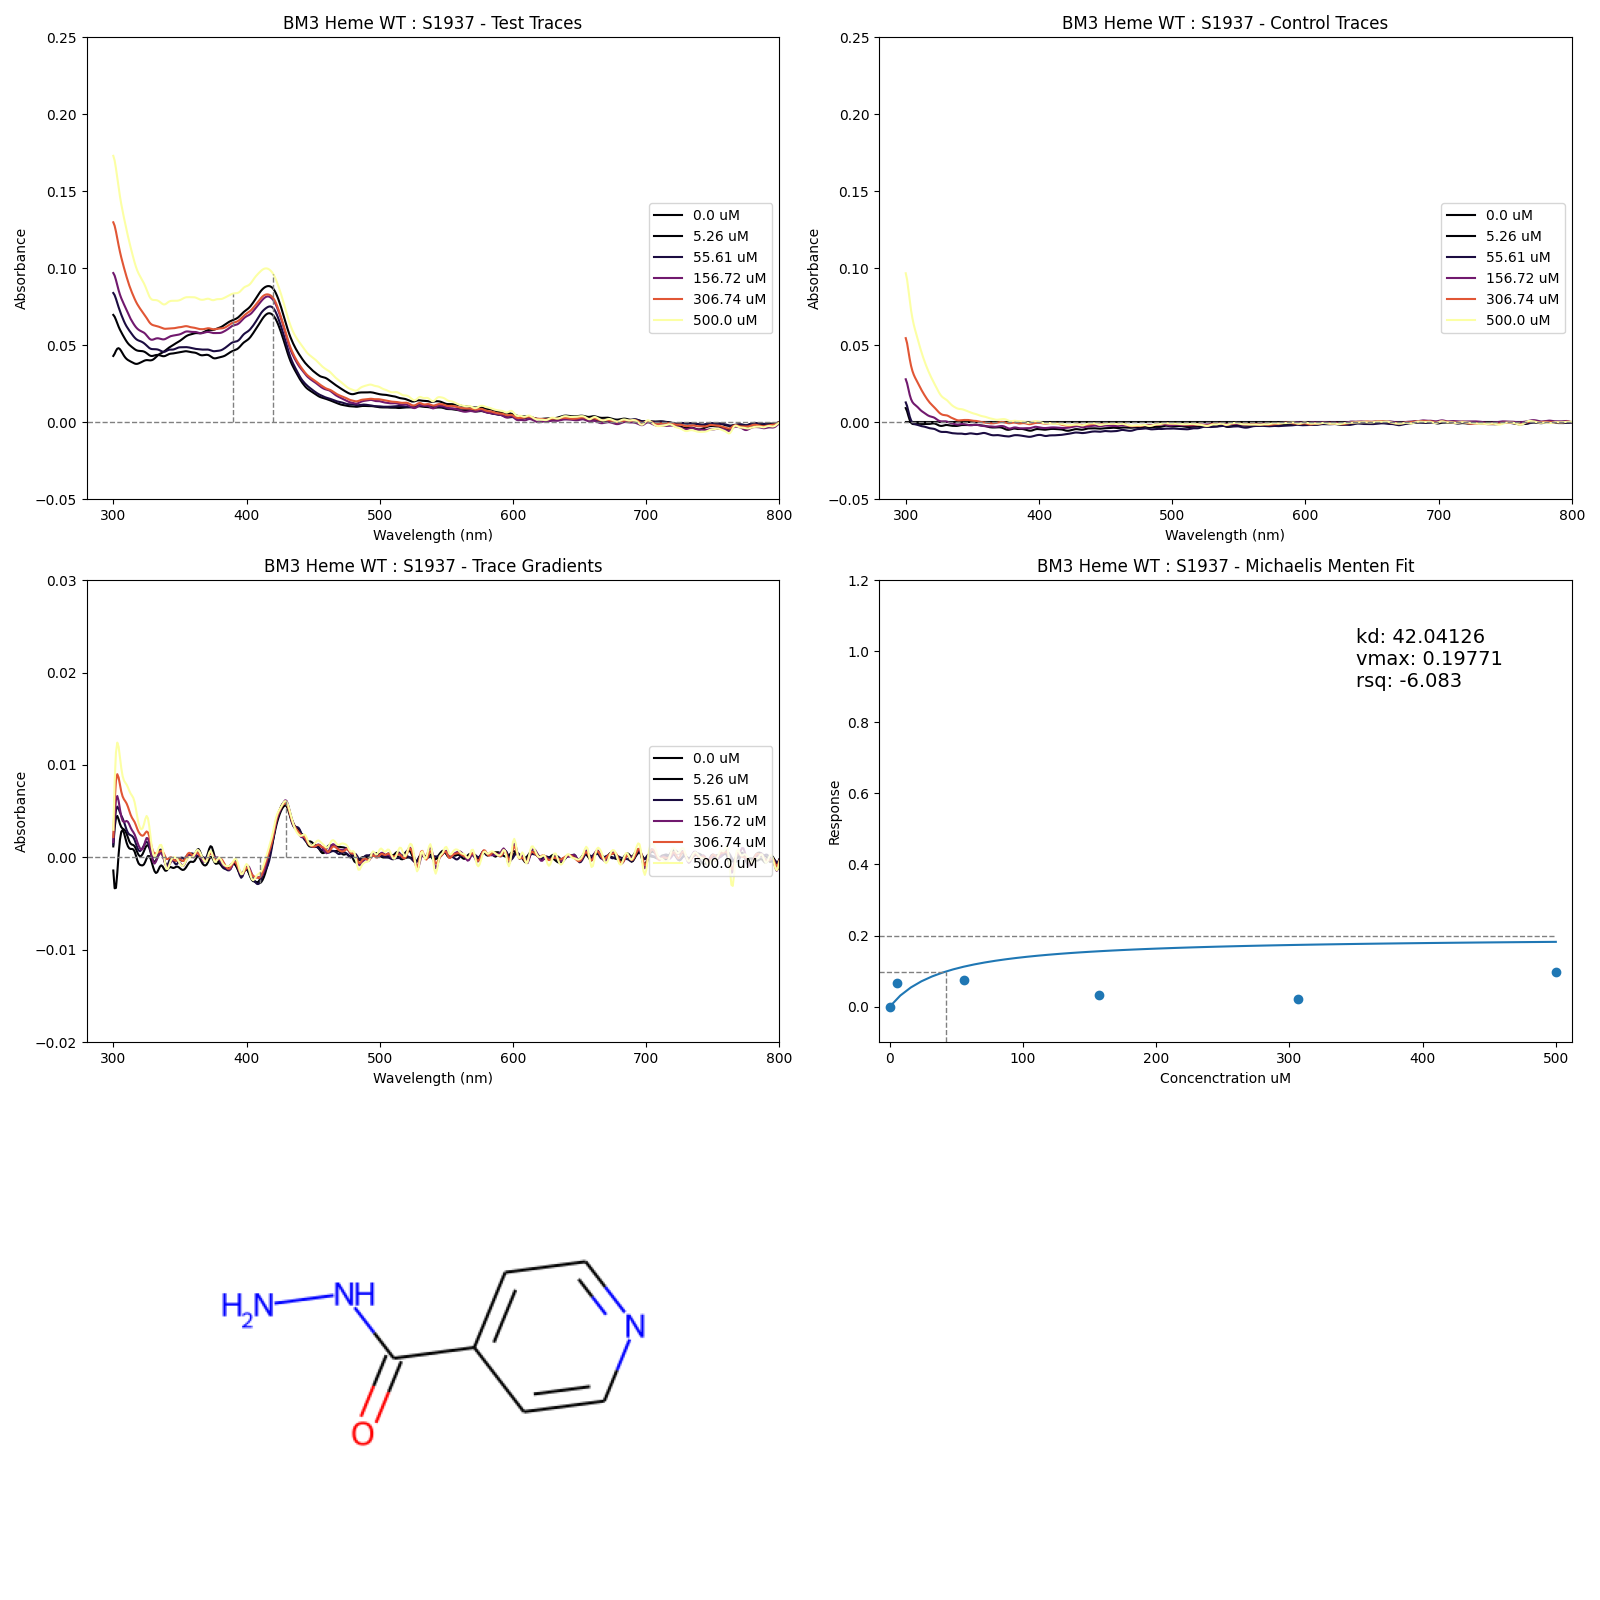 BM3 Heme WT : S1937 - Test Traces
0.25
0.20
0.15
0.10
0.05
0.00
−0.05
Absorbance
300 400 500 600 700 800
Wavelength (nm)
0.0 uM
5.26 uM
55.61 uM
156.72 uM
306.74 uM
500.0 uM
BM3 Heme WT : S1937 - Control Traces
0.25
0.20
0.15
0.10
0.05
0.00
−0.05
Absorbance
300 400 500 600 700 800
Wavelength (nm)
0.0 uM
5.26 uM
55.61 uM
156.72 uM
306.74 uM
500.0 uM
BM3 Heme WT : S1937 - Trace Gradients
0.03
0.02
0.01
0.00
−0.01
−0.02
Absorbance
300 400 500 600 700 800
Wavelength (nm)
0.0 uM
5.26 uM
55.61 uM
156.72 uM
306.74 uM
500.0 uM
BM3 Heme WT : S1937 - Michaelis Menten Fit
1.2
1.0
0.8
0.6
0.4
0.2
0.0
Response
0 100 200 300 400 500
Concenctration uM
kd: 42.04126
vmax: 0.19771
rsq: -6.083
H2N
NH
N
O